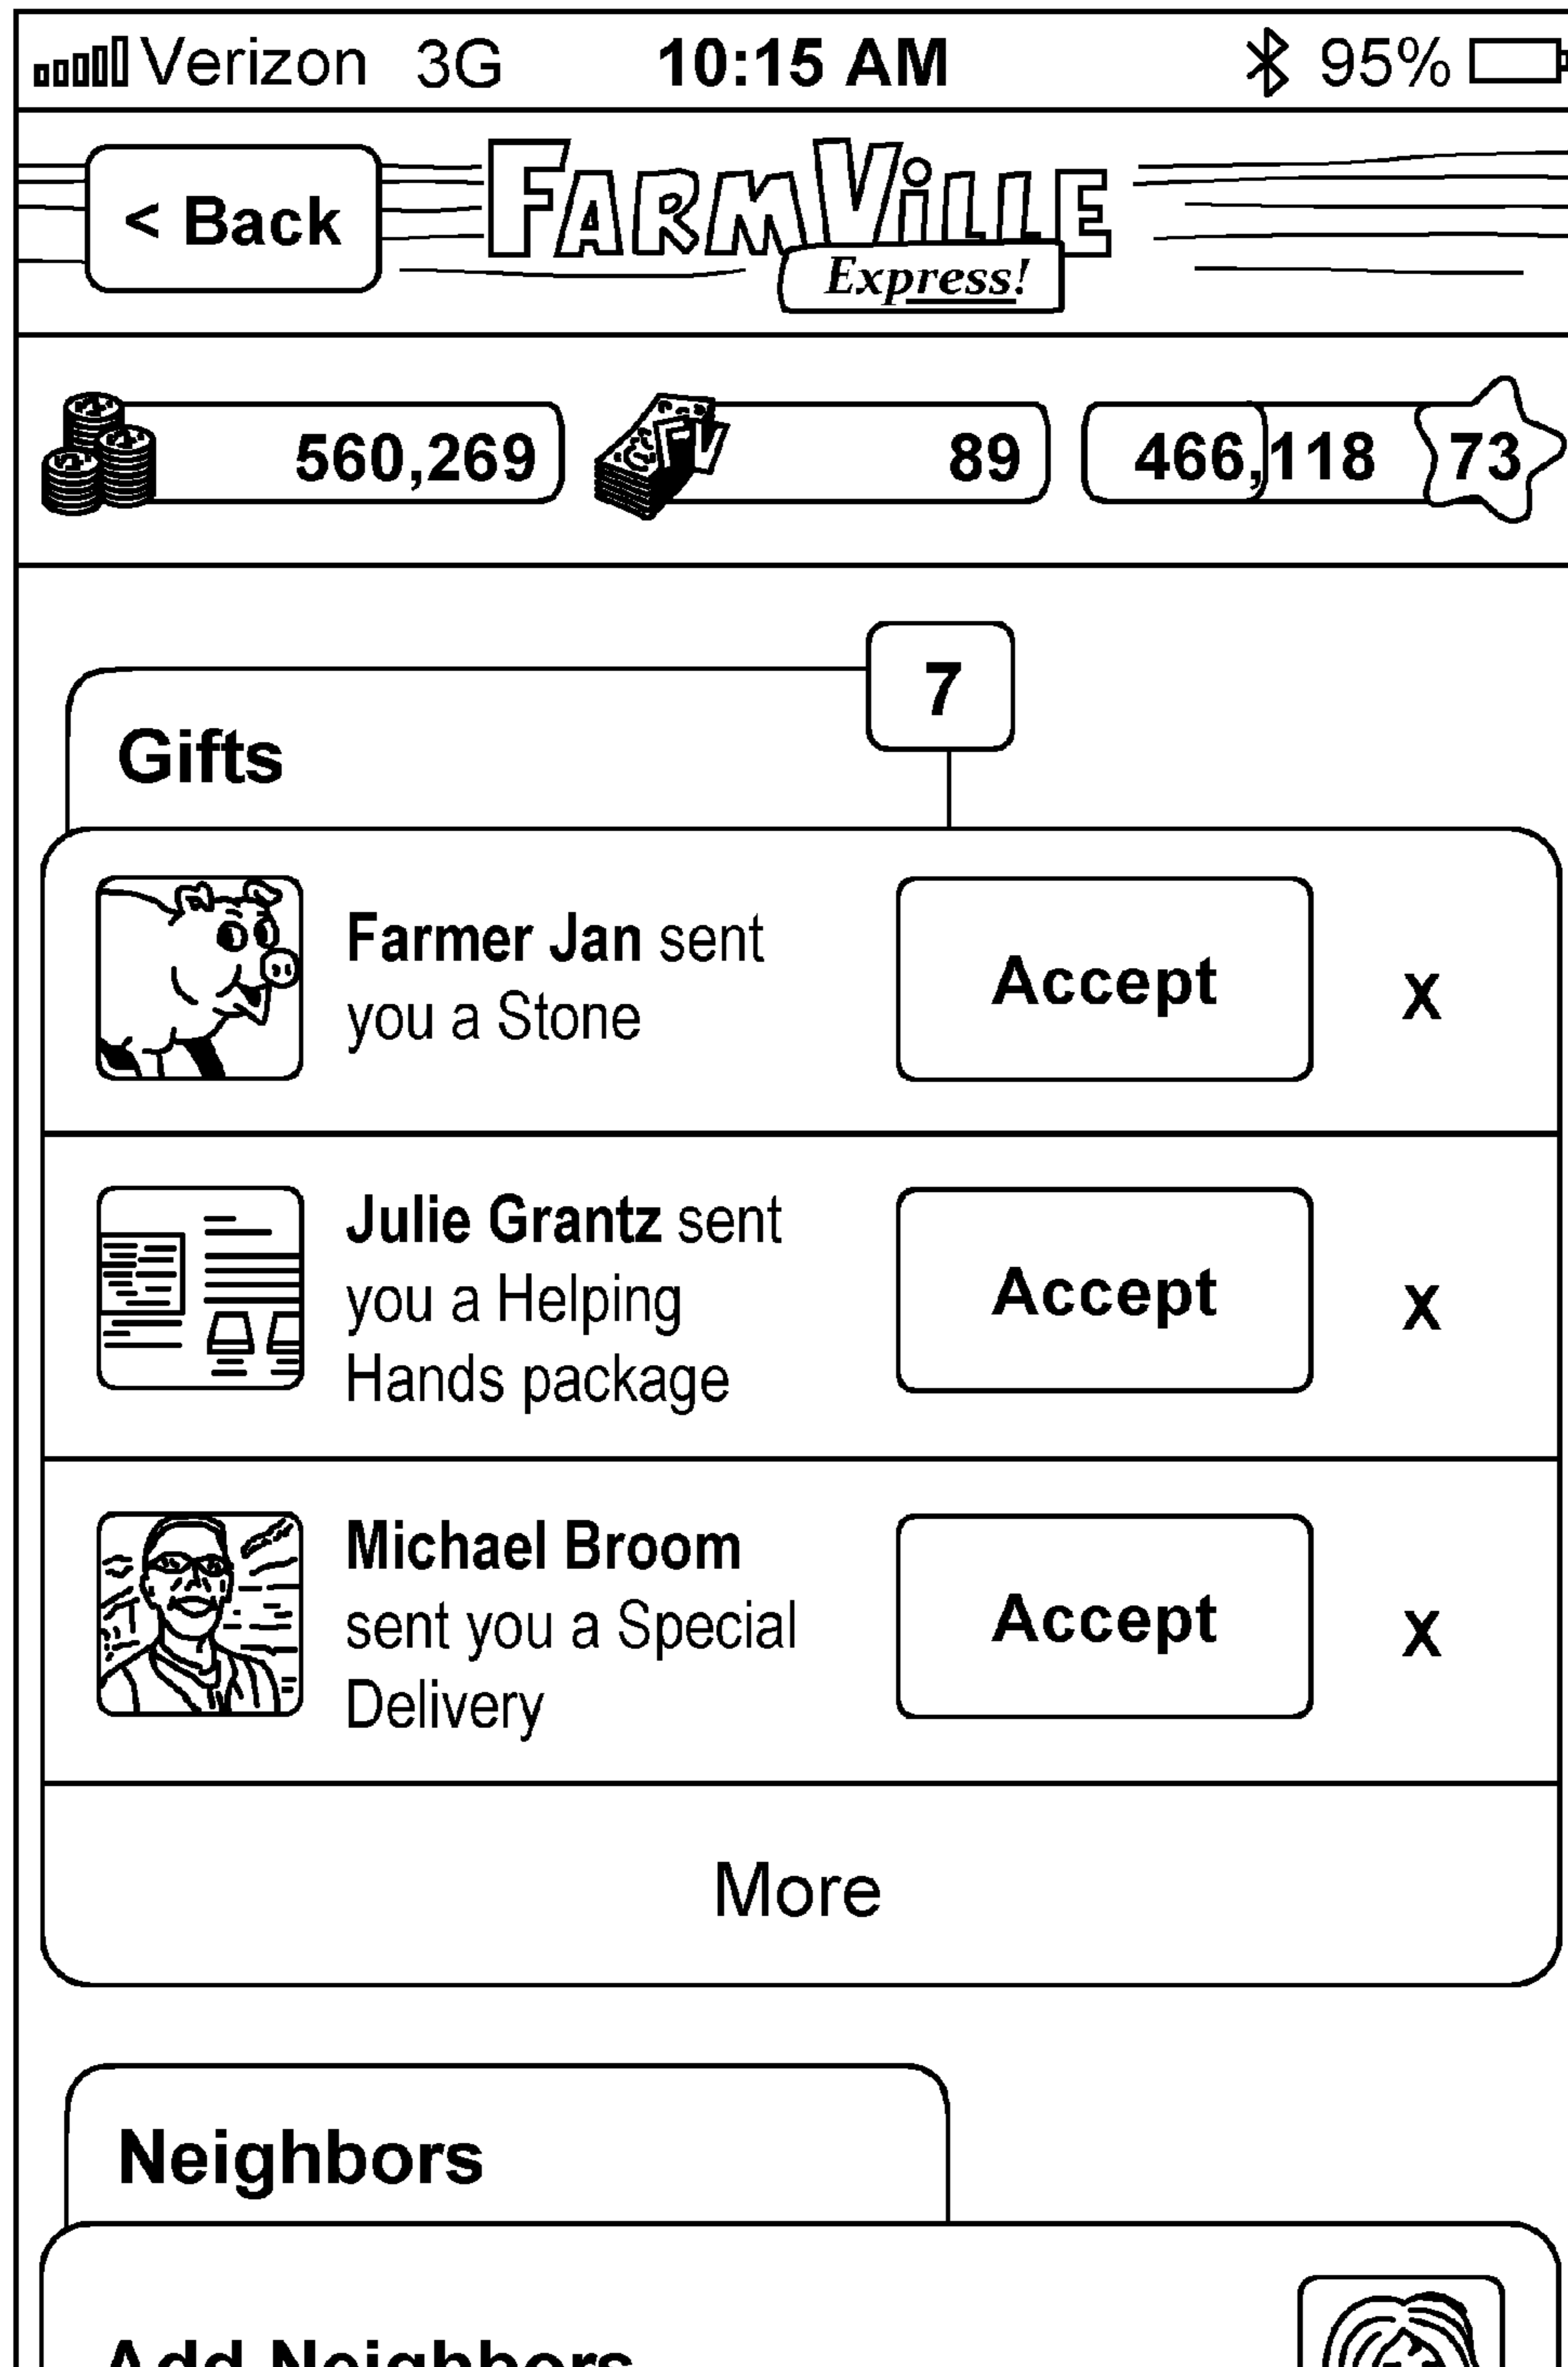 Verizon 3G 10:15 AM 95%
< Back
FARMVILLE
Express!
560,269 89 466,118 73
7
Gifts
Farmer Jan sent
you a Stone
Accept x
Julie Grantz sent
you a Helping
Hands package
Accept x
Michael Broom
sent you a Special
Delivery
Accept x
More
Neighbors
Add Neighbors